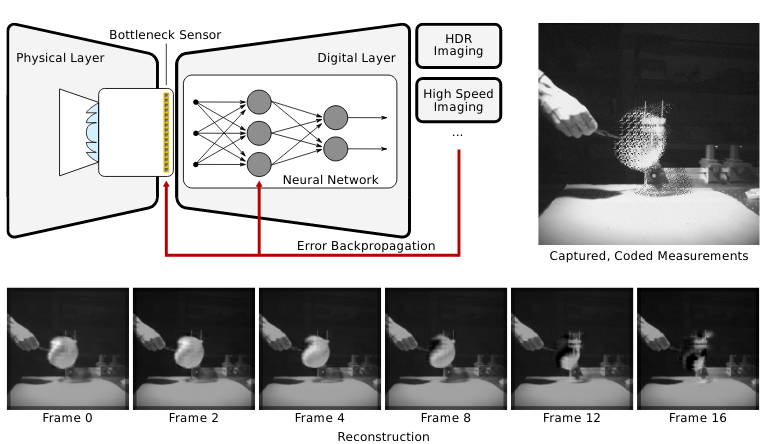 Bottleneck Sensor
Physical Layer
Digital Layer
Neural Network
Error Backpropagation
HDR
Imaging
High Speed
Imaging
...
Captured, Coded Measurements
Frame 0
Frame 2
Frame 4
Frame 8
Frame 12
Frame 16
Reconstruction